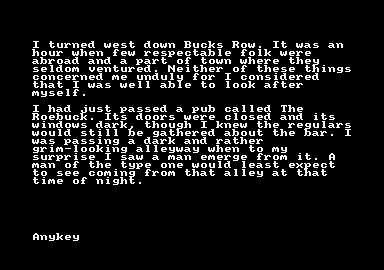 I turned west down Bucks Row. It was an
hour when few respectable folk were
abroad and a part of town where they
seldom ventured. Neither of these things
concerned me unduly for I considered
that I was well able to look after
myself.
I had just passed a pub called The
Roebuck. Its doors were closed and its
windows dark, though I knew the regulars
would still be gathered about the bar. I
was passing a dark and rather
grim-looking alleyway when to my
surprise I saw a man emerge from it. A
man of the type one would least expect
to see coming from that alley at that
time of night.
Anykey